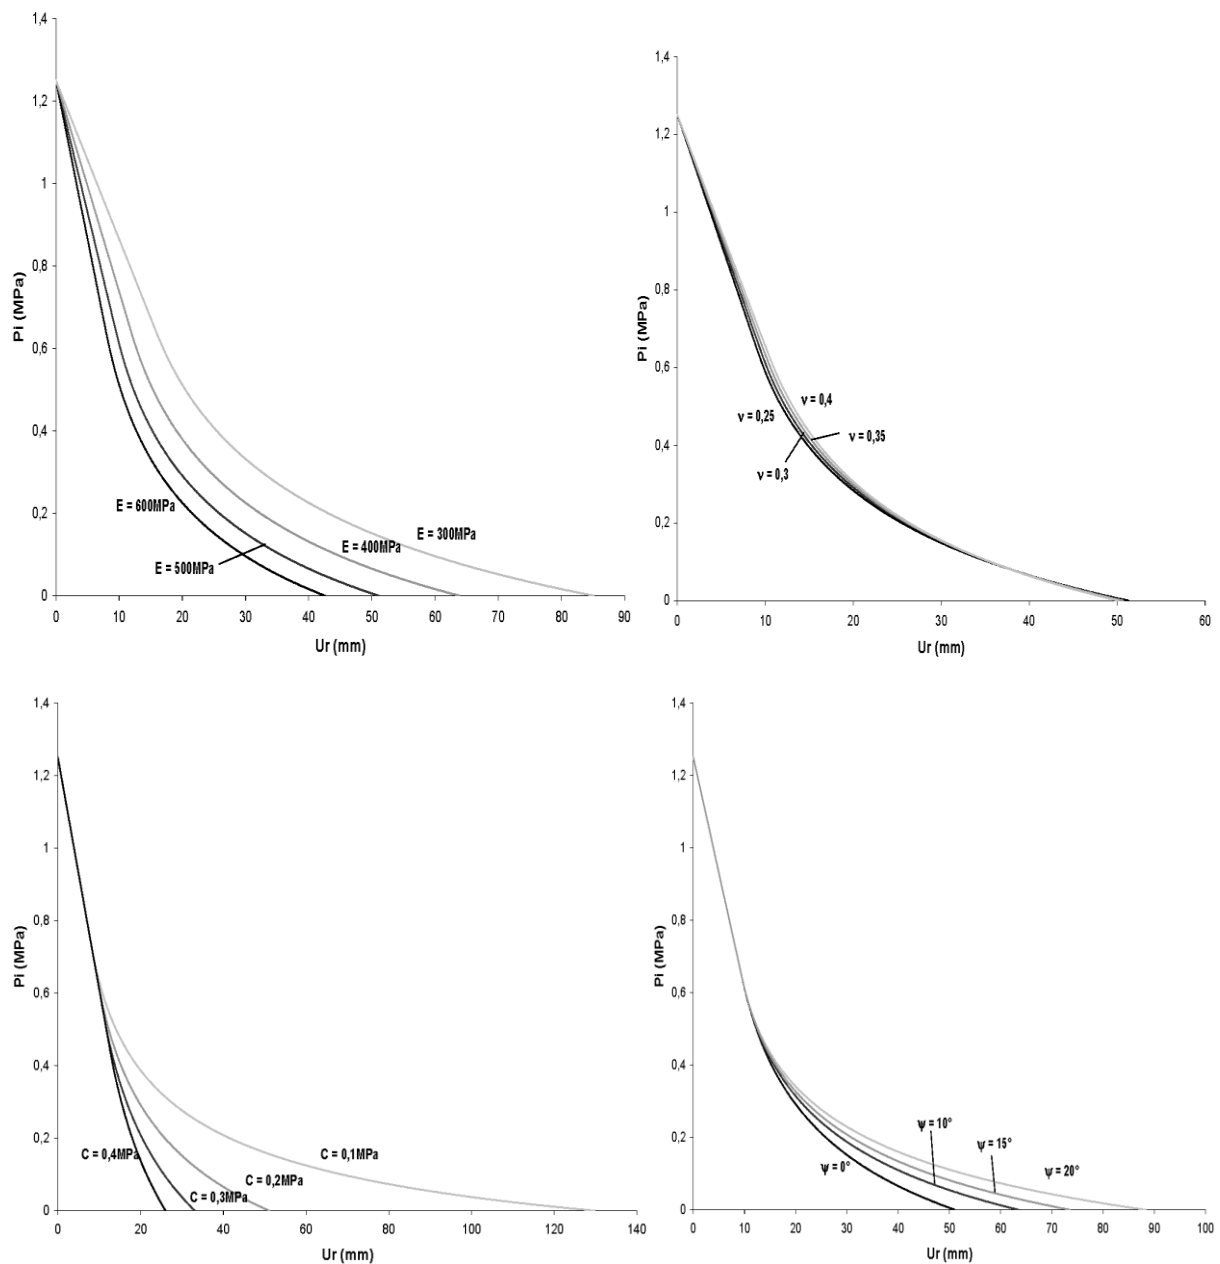 1,4
1,2
1
0,8
0,6
0,4
0,2
0
Pi (MPa)
E = 600MPa
E = 500MPa
E = 400MPa
E = 300MPa
0 10 20 30 40 50 60 70 80 90
Ur (mm)
1,4
1,2
1
0,8
0,6
0,4
0,2
0
Pi (MPa)
ν = 0,4
ν = 0,25
ν = 0,35
ν = 0,3
0 10 20 30 40 50 60
Ur (mm)
1,4
1,2
1
0,8
0,6
0,4
0,2
0
Pi (MPa)
C = 0,4MPa
C = 0,1MPa
C = 0,2MPa
C = 0,3MPa
0 20 40 60 80 100 120 140
Ur (mm)
1,4
1,2
1
0,8
0,6
0,4
0,2
0
Pi (MPa)
ψ = 10°
ψ = 15°
ψ = 0°
ψ = 20°
0 10 20 30 40 50 60 70 80 90 100
Ur (mm)